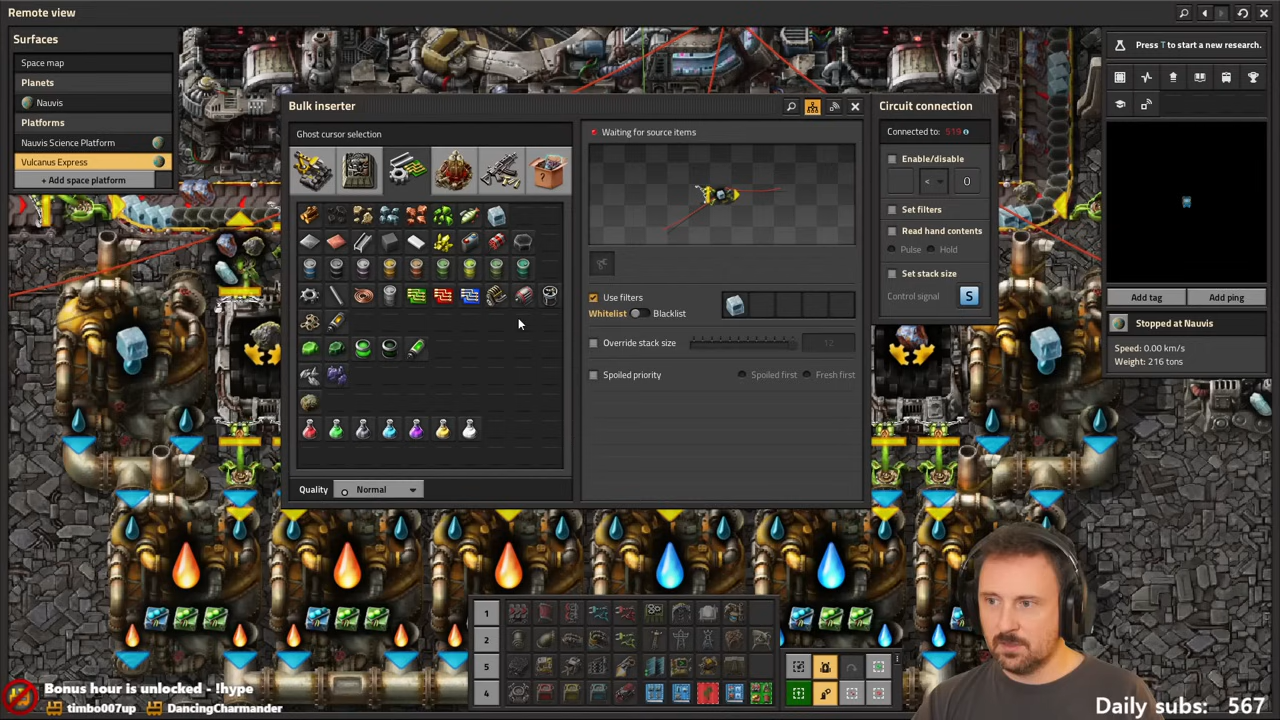 Remote view
Surfaces
Space map
Planets
Nauvis
Platforms
Nauvis Science Platform
Vulcanus Express
+ Add space platform
Bulk inserter
Ghost cursor selection
Quality
Normal
Waiting for source items
Use filters
Whitelist
Blacklist
Override stack size
12
Spoiled priority
Spoiled first
Fresh first
Circuit connection
Connected to: 519
Enable/disable
<
0
Set filters
Read hand contents
Pulse
Hold
Set stack size
Control signal
S
Press T to start a new research.
Add tag
Add ping
Stopped at Nauvis
Speed: 0.00 km/s
Weight: 216 tons
1
2
5
4
Bonus hour is unlocked - !hype
timbo007up
DancingCharmander
Daily subs: 567